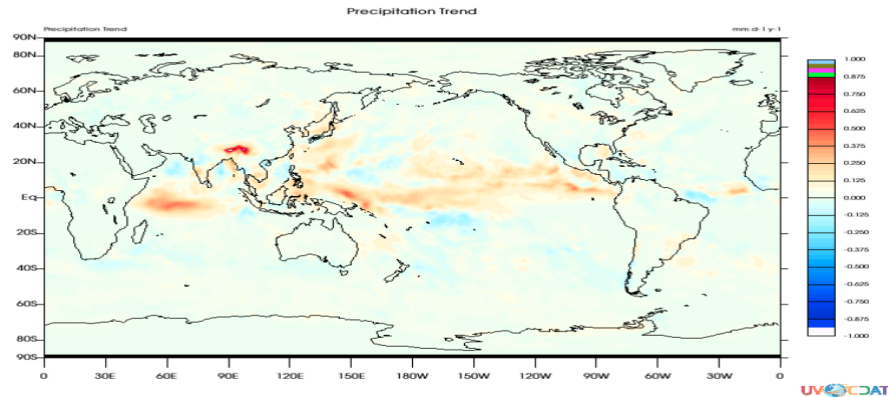 Precipitation Trend
Precipitation Trend mm d-1 y-1
90N
80N
60N
40N
20N
Eq
20S
40S
60S
80S
90S
0 30E 60E 90E 120E 150E 180W 150W 120W 90W 60W 30W 0
1.000
0.875
0.750
0.625
0.500
0.375
0.250
0.125
0.000
-0.125
-0.250
-0.375
-0.500
-0.625
-0.750
-0.875
-1.000
UV CDAT